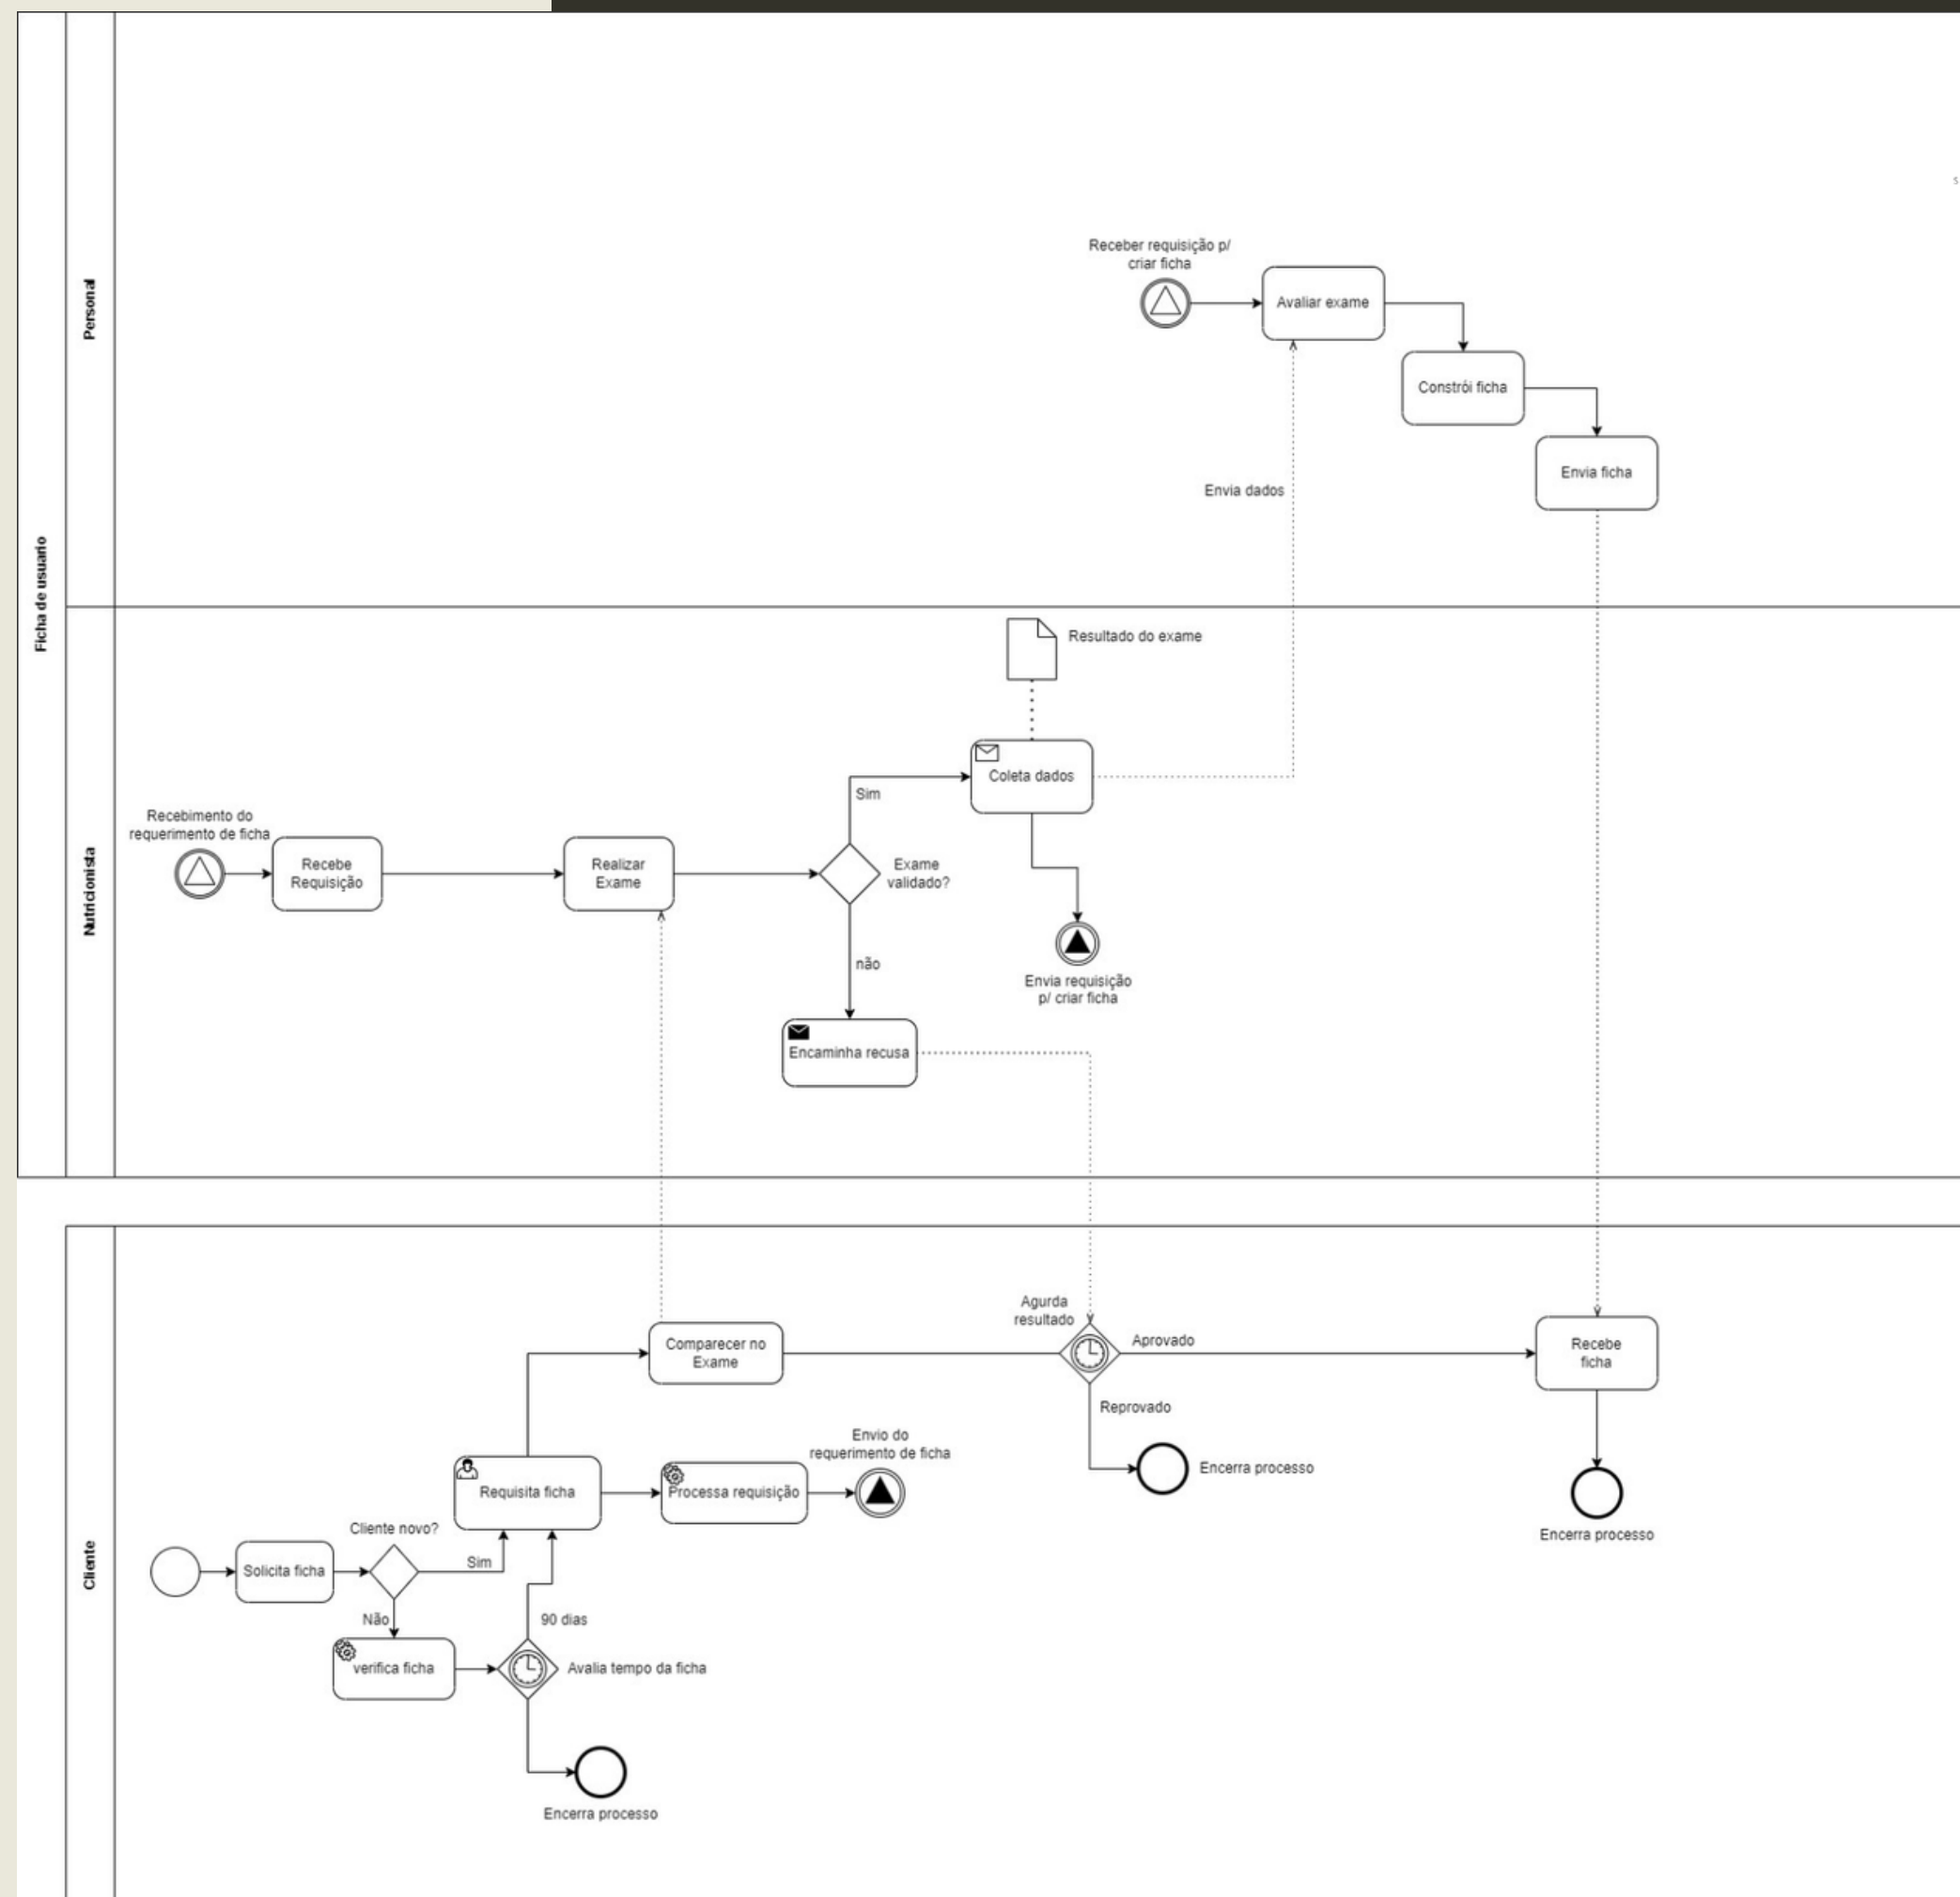 Ficha de usuario
Personal
Receber requisição p/
criar ficha
Avaliar exame
Constrói ficha
Envia ficha
Envia dados
s
Nutricionista
Resultado do exame
Coleta dados
Sim
Recebimento do
requerimento de ficha
Recebe
Requisição
Realizar
Exame
Exame
validado?
não
Envia requisição
p/ criar ficha
Encaminha recusa
Cliente
Agurda
resultado
Comparecer no
Exame
Aprovado
Recebe
ficha
Reprovado
Encerra processo
Encerra processo
Envio do
requerimento de ficha
Requisita ficha
Processa requisição
Cliente novo?
Solicita ficha
Sim
Não
90 dias
verifica ficha
Avalia tempo da ficha
Encerra processo